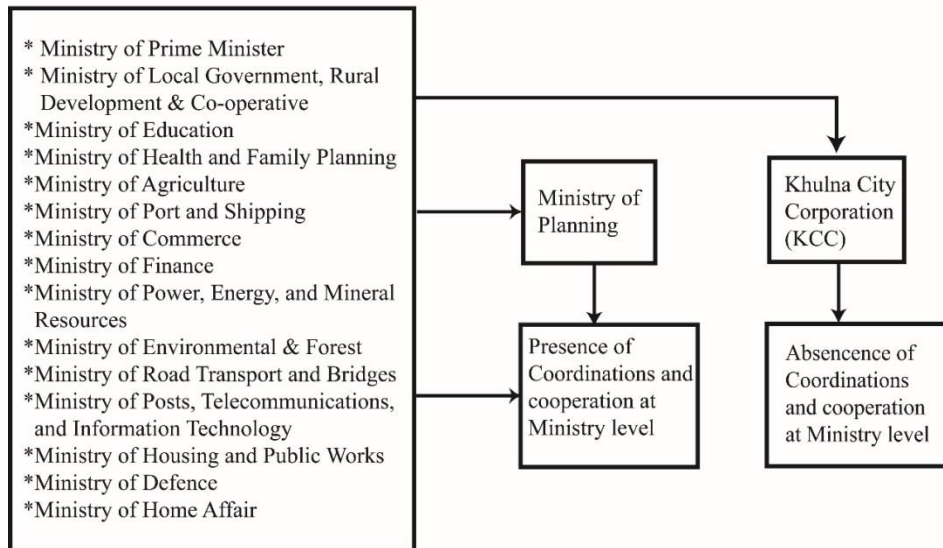 * Ministry of Prime Minister
* Ministry of Local Government, Rural
Development & Co-operative
*Ministry of Education
*Ministry of Health and Family Planning
*Ministry of Agriculture
*Ministry of Port and Shipping
*Ministry of Commerce
*Ministry of Finance
*Ministry of Power, Energy, and Mineral
Resources
*Ministry of Environmental & Forest
*Ministry of Road Transport and Bridges
*Ministry of Posts, Telecommunications,
and Information Technology
*Ministry of Housing and Public Works
*Ministry of Defence
*Ministry of Home Affair
Ministry of
Planning
Presence of
Coordinations and
cooperation at
Ministry level
Khulna City
Corporation
(KCC)
Absencence of
Coordinations
and cooperation
at Ministry level